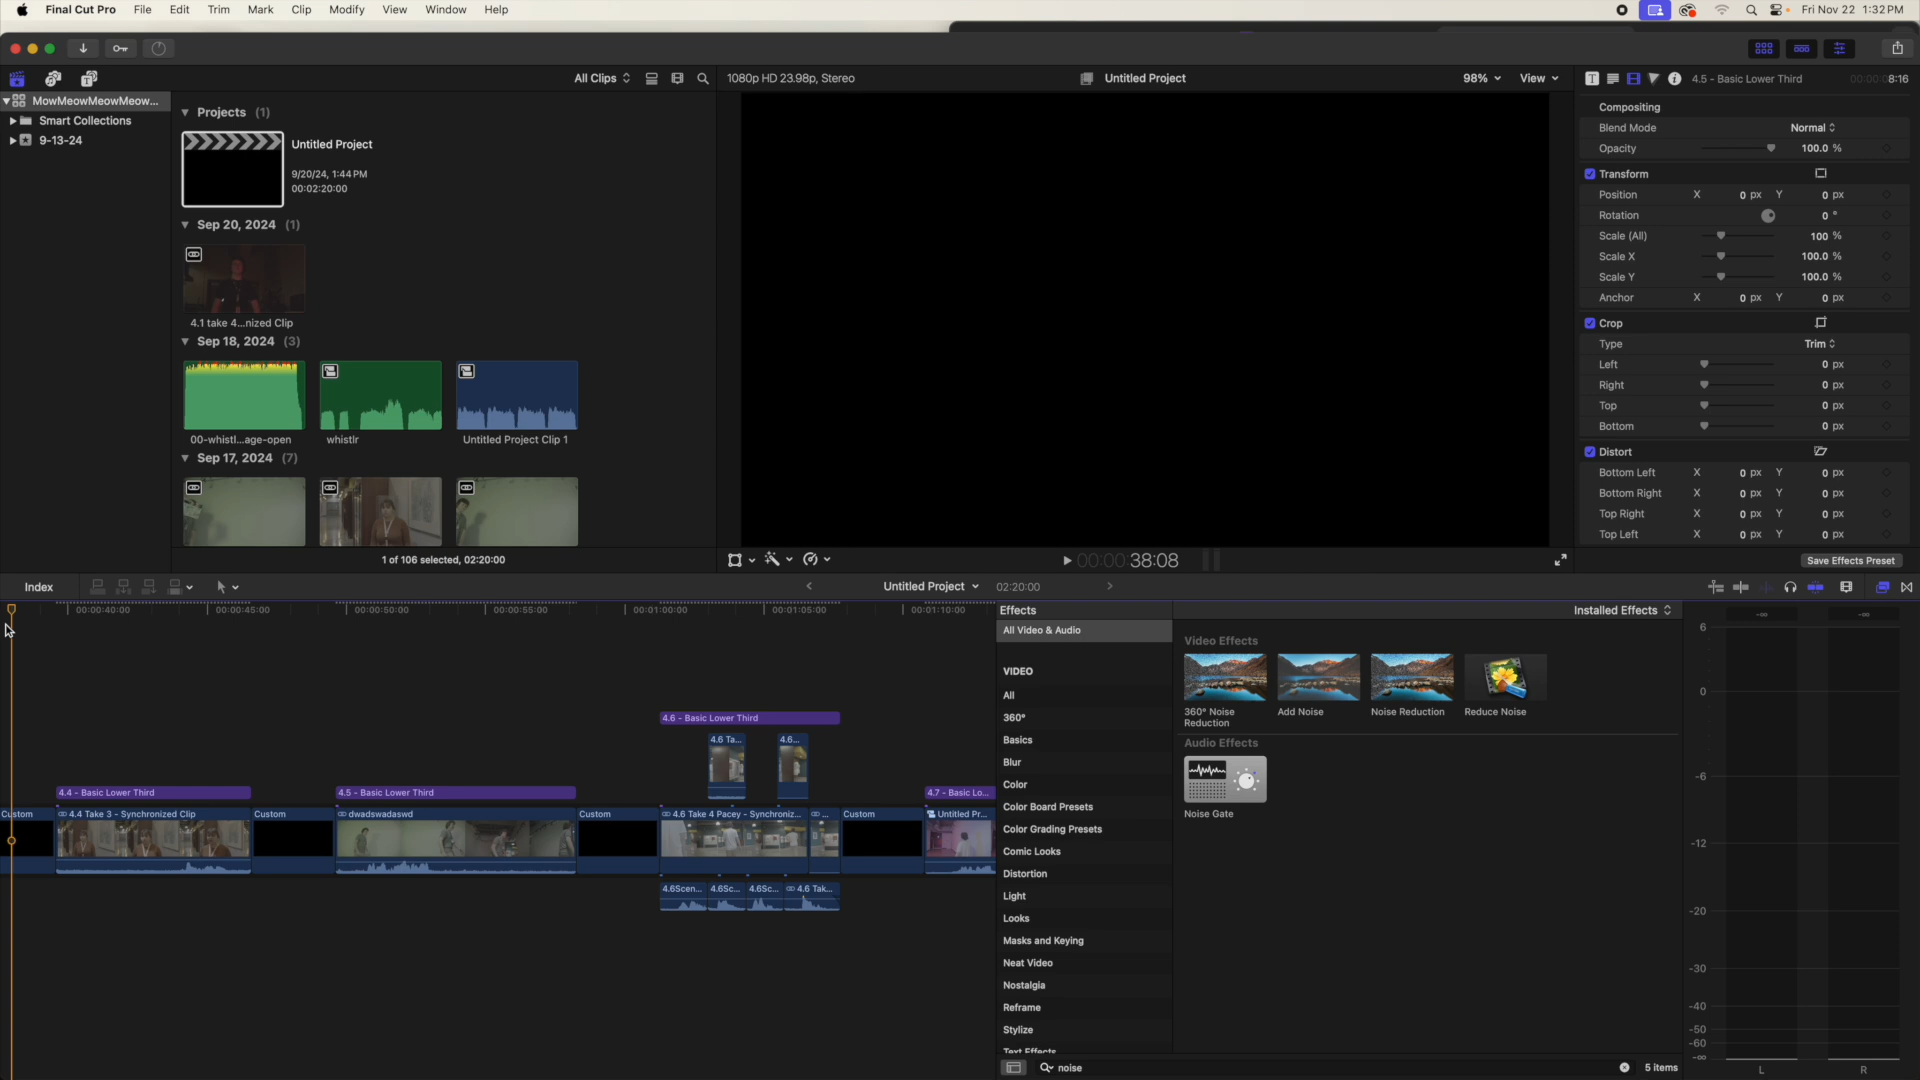 Final Cut Pro File Edit Trim Mark Clip Modify View Window Help Fri Nov 22 1:32 PM
All Clips 1080p HD 23.98p, Stereo Untitled Project 98% View 4.5 - Basic Lower Third 00:00:08:16
MowMeowMeowMeow...
Smart Collections
9-13-24
Projects (1)
Untitled Project
9/20/24, 1:44 PM
00:02:20:00
Sep 20, 2024 (1)
4.1 take 4...nized Clip
Sep 18, 2024 (3)
00-whistl...age-open whistlr Untitled Project Clip 1
Sep 17, 2024 (7)
1 of 106 selected, 02:20:00
00:00:38:08
Compositing
Blend Mode Normal
Opacity 100.0 %
Transform
Position X 0 px Y 0 px
Rotation 0 °
Scale (All) 100 %
Scale X 100.0 %
Scale Y 100.0 %
Anchor X 0 px Y 0 px
Crop
Type Trim
Left 0 px
Right 0 px
Top 0 px
Bottom 0 px
Distort
Bottom Left X 0 px Y 0 px
Bottom Right X 0 px Y 0 px
Top Right X 0 px Y 0 px
Top Left X 0 px Y 0 px
Save Effects Preset
Index Untitled Project 02:20:00
00:00:40:00 00:00:45:00 00:00:50:00 00:00:55:00 00:01:00:00 00:01:05:00 00:01:10:00
4.6 - Basic Lower Third
4.6 Ta... 4.6...
4.4 - Basic Lower Third 4.5 - Basic Lower Third 4.7 - Basic Lo...
Custom 4.4 Take 3 - Synchronized Clip Custom dwadswadaswd Custom 4.6 Take 4 Pacey - Synchroniz... ... Custom Untitled Pr...
4.6Scen... 4.6Sc... 4.6Sc... 4.6 Tak...
Effects Installed Effects
All Video & Audio
VIDEO
All
360°
Basics
Blur
Color
Color Board Presets
Color Grading Presets
Comic Looks
Distortion
Light
Looks
Masks and Keying
Neat Video
Nostalgia
Reframe
Stylize
Text Effects
Video Effects
360° Noise
Reduction
Add Noise
Noise Reduction
Reduce Noise
Audio Effects
Noise Gate
noise 5 items
-∞ -∞
6
0
-6
-12
-20
-30
-40
-50
-60
-∞
L R